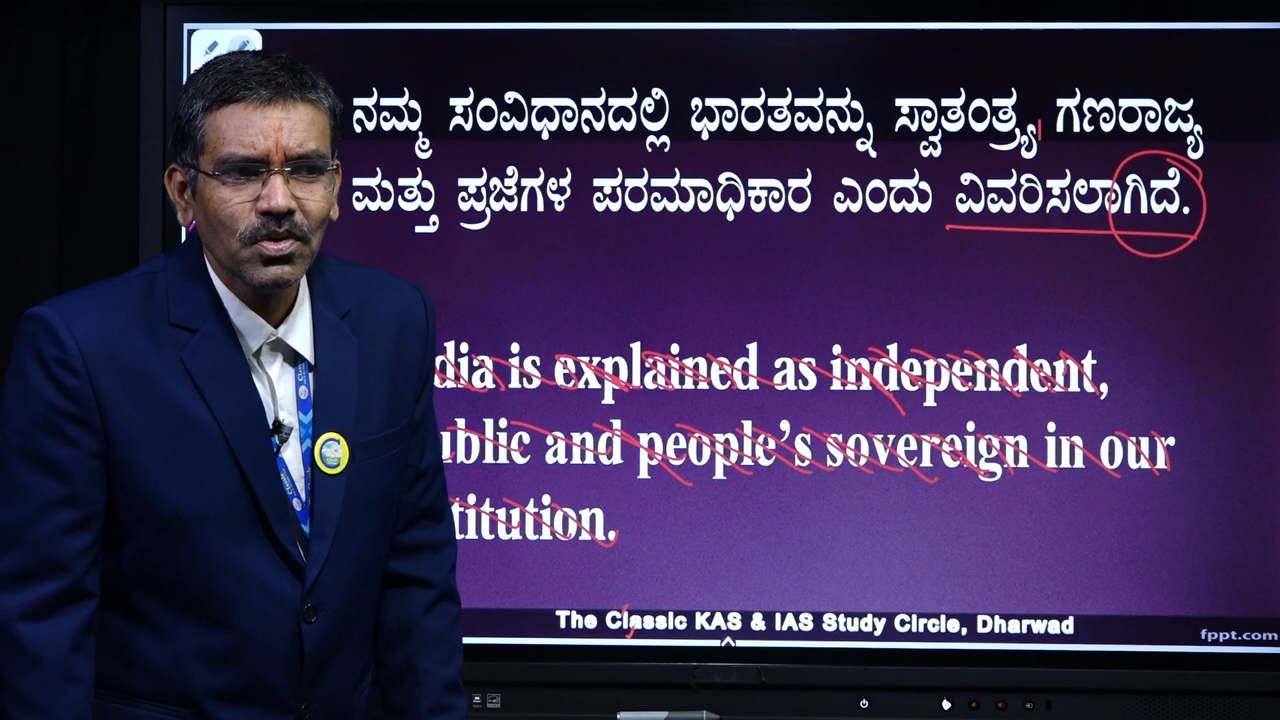 ನಮ್ಮ ಸಂವಿಧಾನದಲ್ಲಿ ಭಾರತವನ್ನು ಸ್ವಾತಂತ್ರ್ಯ, ಗಣರಾಜ್ಯ
ಮತ್ತು ಪ್ರಜೆಗಳ ಪರಮಾಧಿಕಾರ ಎಂದು ವಿವರಿಸಲಾಗಿದೆ.
dia is explained as independent,
ublic and people's sovereign in our
titution.
The Classic KAS & IAS Study Circle, Dharwad
fppt.com